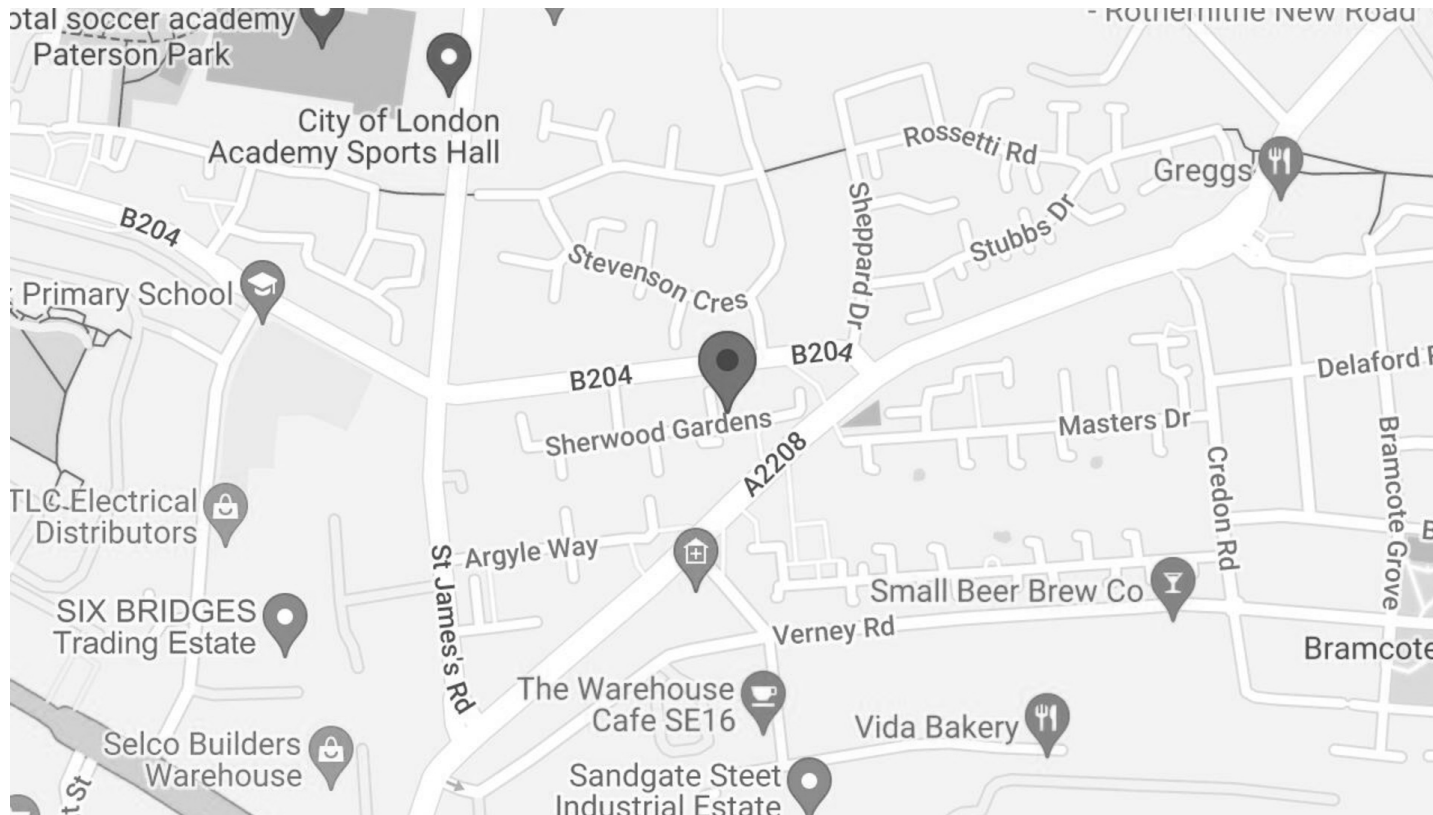 otal soccer academy
Paterson Park
- Rotherhithe New Road
City of London
Academy Sports Hall
Rossetti Rd
Greggs
B204
Sheppard Dr
Stubbs Dr
Stevenson Cres
Primary School
B204
B204
Delaford
Sherwood Gardens
Masters Dr
A2208
Bramcote Grove
Credon Rd
TLC Electrical
Distributors
Argyle Way
St James's Rd
B
Small Beer Brew Co
SIX BRIDGES
Trading Estate
Verney Rd
Bramcote
The Warehouse
Cafe SE16
Vida Bakery
Selco Builders
Warehouse
Sandgate Steet
Industrial Estate
t St